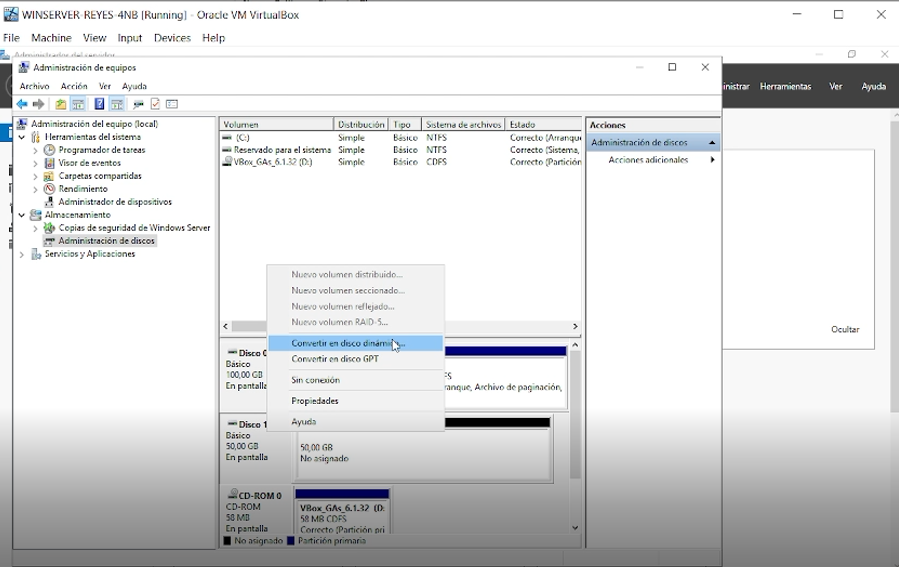 WINSERVER-REYES-4NB [Running] - Oracle VM VirtualBox
File Machine View Input Devices Help
Administrador del servidor
Administración de equipos
Archivo Acción Ver Ayuda
Herramientas Ver Ayuda
Administración del equipo (local)
Herramientas del sistema
Programador de tareas
Visor de eventos
Carpetas compartidas
Rendimiento
Administrador de dispositivos
Almacenamiento
Copias de seguridad de Windows Server
Administración de discos
Servicios y Aplicaciones
Volumen Distribución Tipo Sistema de archivos Estado
(C:) Simple Básico NTFS Correcto (Arranqu
Reservado para el sistema Simple Básico NTFS Correcto (Sistema,
VBox_GAs_6.1.32 (D:) Simple Básico CDFS Correcto (Partición
Acciones
Administración de discos
Acciones adicionales
Nuevo volumen distribuido...
Nuevo volumen seccionado...
Nuevo volumen reflejado...
Nuevo volumen RAID-5...
Convertir en disco dinámico...
Convertir en disco GPT
Sin conexión
Propiedades
Ayuda
Ocultar
Disco 0
Básico
100,00 GB
En pantalla
FS
ranque, Archivo de paginación,
Disco 1
Básico
50,00 GB
En pantalla
50,00 GB
No asignado
CD-ROM 0
CD-ROM
58 MB
En pantalla
VBox_GAs_6.1.32 (D:
58 MB CDFS
Correcto (Partición pri
No asignado Partición primaria